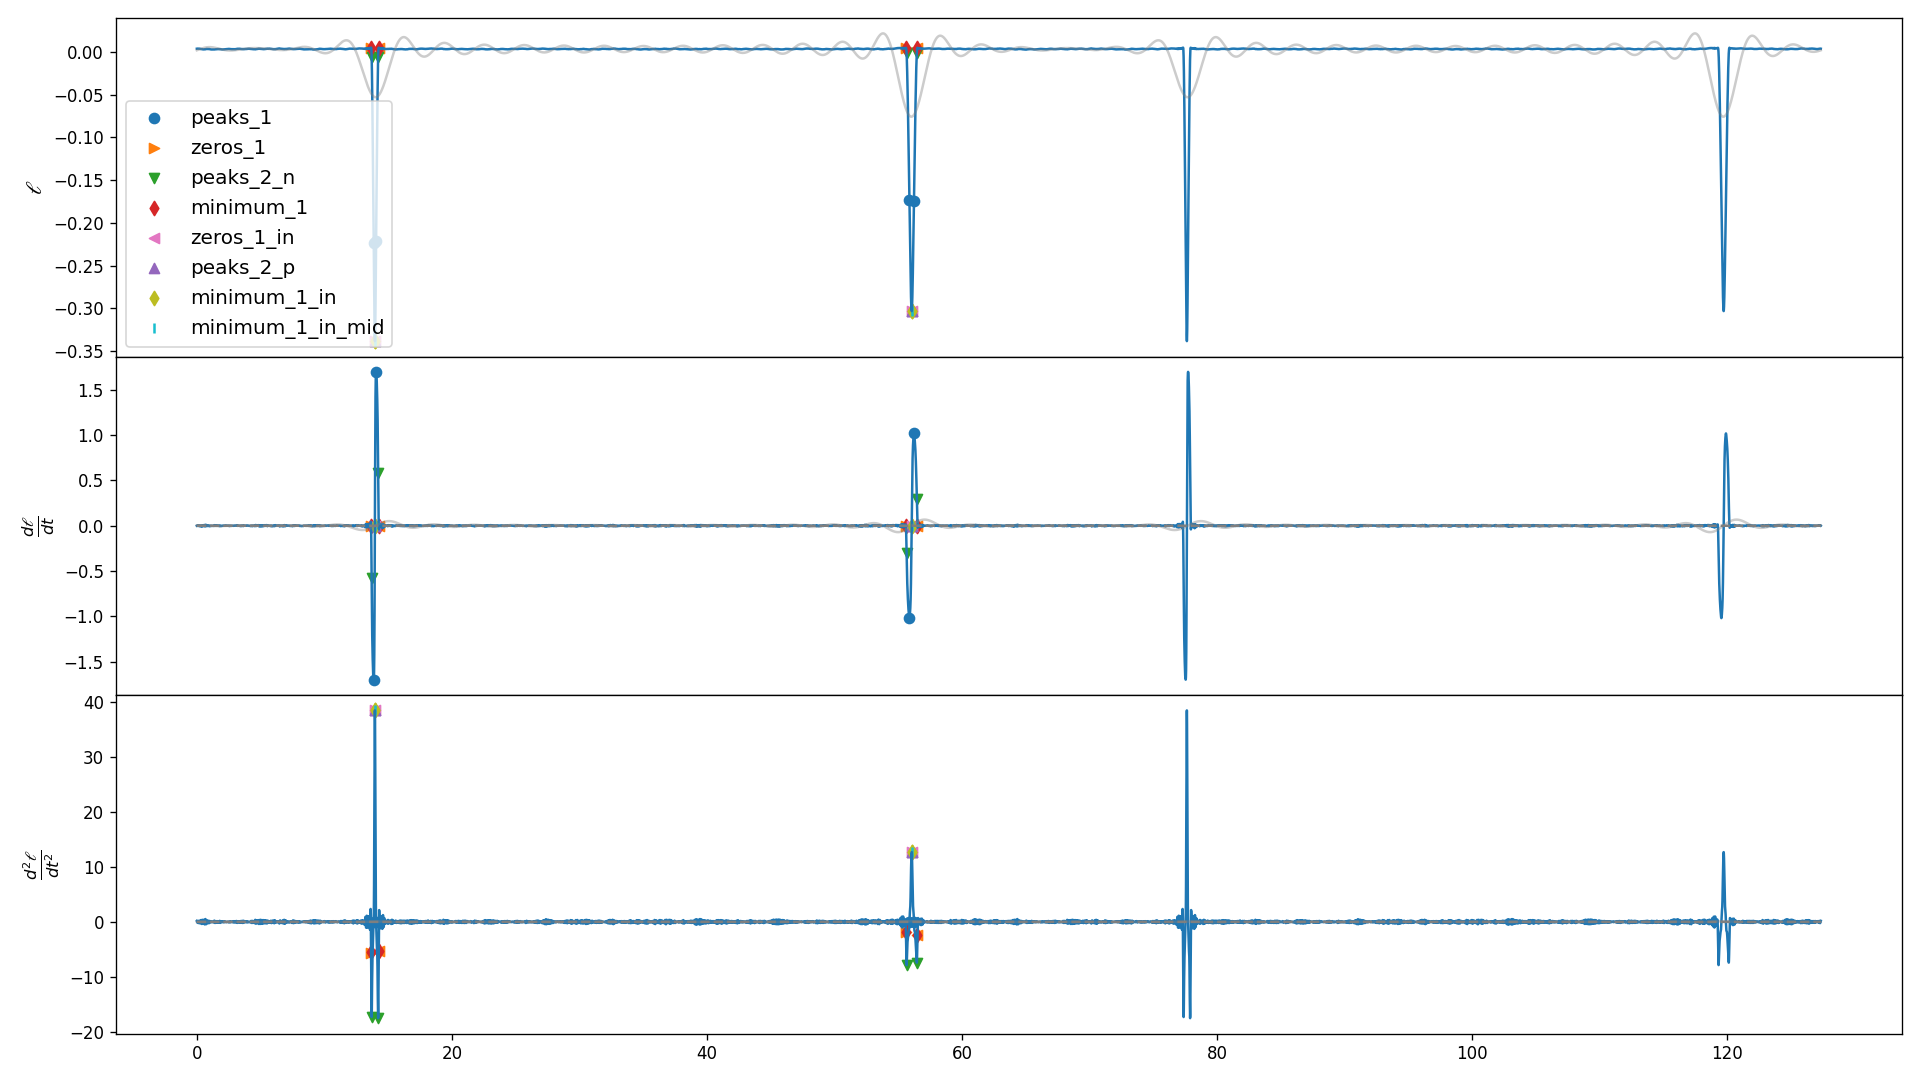 0.00
−0.05
−0.10
−0.15
−0.20
−0.25
−0.30
−0.35
ℓ
peaks_1
zeros_1
peaks_2_n
minimum_1
zeros_1_in
peaks_2_p
minimum_1_in
minimum_1_in_mid
1.5
1.0
0.5
0.0
−0.5
−1.0
−1.5
dℓ
dt
40
30
20
10
0
−10
−20
d²ℓ
dt²
0 20 40 60 80 100 120